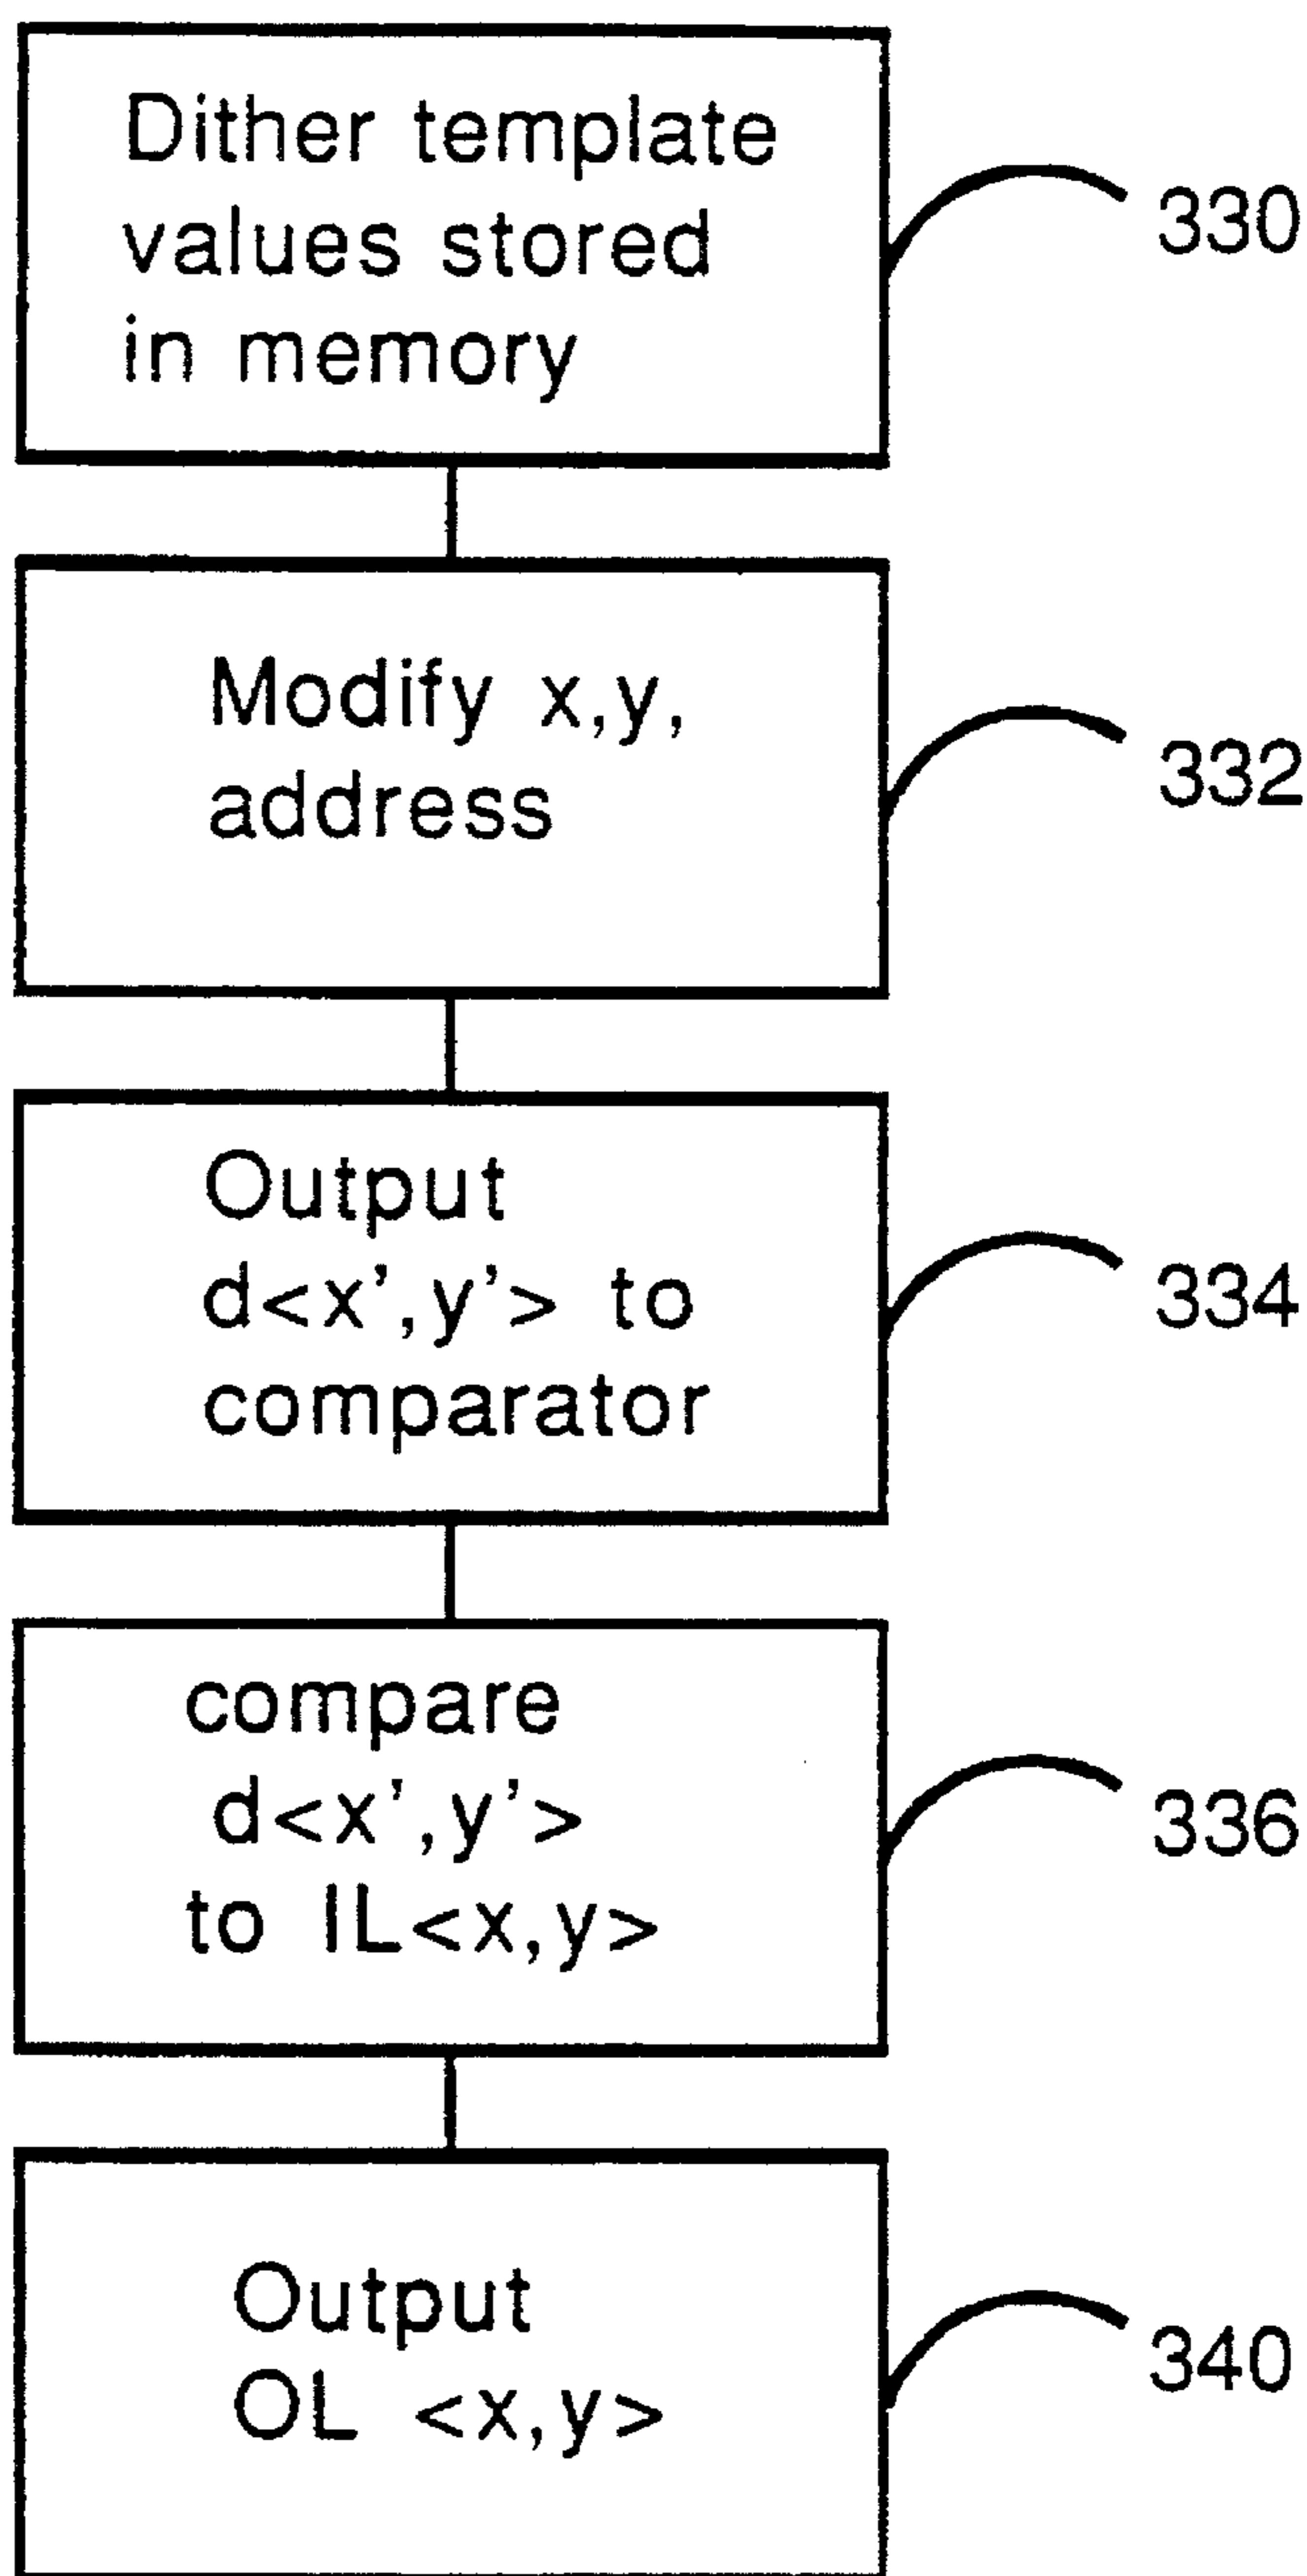 Dither template
values stored
in memory
330
Modify x,y,
address
332
Output
d<x',y'> to
comparator
334
compare
d<x',y'>
to IL<x,y>
336
Output
OL <x,y>
340